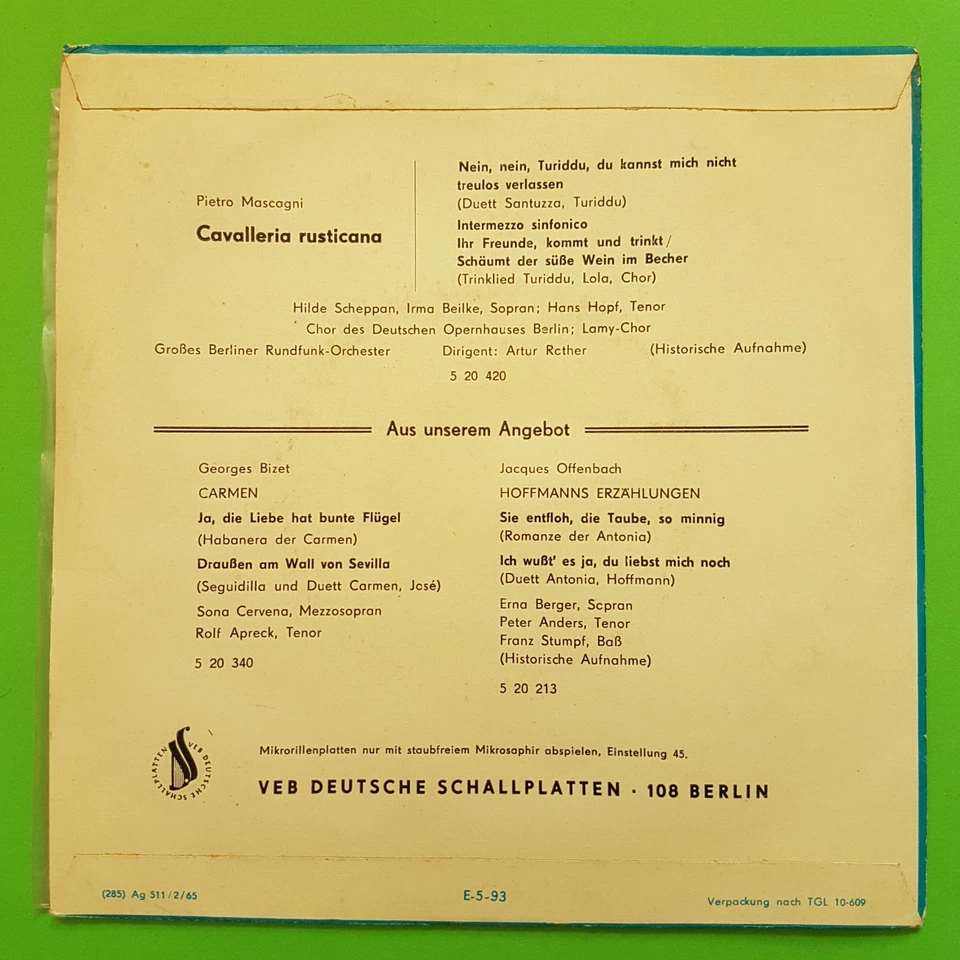 Pietro Mascagni
Cavalleria rusticana
Nein, nein, Turiddu, du kannst mich nicht
treulos verlassen
(Duett Santuzza, Turiddu)
Intermezzo sinfonico
Ihr Freunde, kommt und trinkt /
Schäumt der süße Wein im Becher
(Trinklied Turiddu, Lola, Chor)
Hilde Scheppan, Irma Beilke, Sopran; Hans Hopf, Tenor
Chor des Deutschen Opernhauses Berlin; Lamy-Chor
Großes Berliner Rundfunk-Orchester Dirigent: Artur Rother (Historische Aufnahme)
5 20 420
Aus unserem Angebot
Georges Bizet
CARMEN
Ja, die Liebe hat bunte Flügel
(Habanera der Carmen)
Draußen am Wall von Sevilla
(Seguidilla und Duett Carmen, José)
Sona Cervena, Mezzosopran
Rolf Apreck, Tenor
5 20 340
Jacques Offenbach
HOFFMANNS ERZÄHLUNGEN
Sie entfloh, die Taube, so minnig
(Romanze der Antonia)
Ich wußt' es ja, du liebst mich noch
(Duett Antonia, Hoffmann)
Erna Berger, Sopran
Peter Anders, Tenor
Franz Stumpf, Baß
(Historische Aufnahme)
5 20 213
VEB DEUTSCHE SCHALLPLATTEN
Mikrorillenplatten nur mit staubfreiem Mikrosaphir abspielen, Einstellung 45.
VEB DEUTSCHE SCHALLPLATTEN · 108 BERLIN
(285) Ag 511/2/65 E-5-93 Verpackung nach TGL 10-609